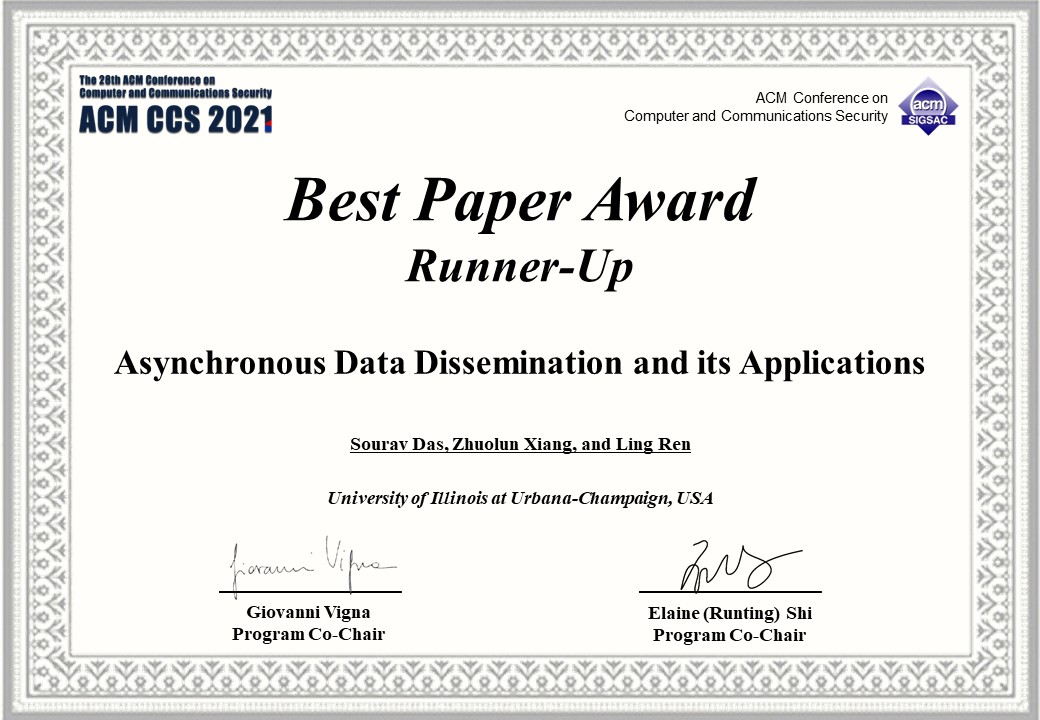 The 28th ACM Conference on
Computer and Communications Security
ACM CCS 2021
ACM Conference on
Computer and Communications Security
acm
SIGSAC
Best Paper Award
Runner-Up
Asynchronous Data Dissemination and its Applications
Sourav Das, Zhuolun Xiang, and Ling Ren
University of Illinois at Urbana-Champaign, USA
Giovanni Vigna
Giovanni Vigna
Program Co-Chair
Elaine (Runting) Shi
Program Co-Chair